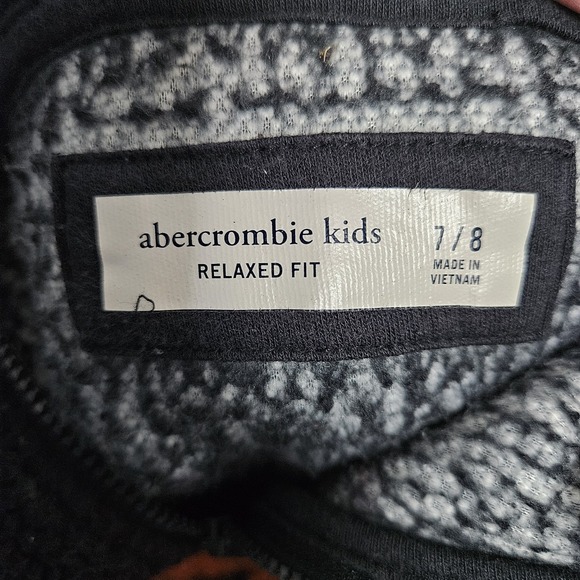 abercrombie kids
RELAXED FIT
7/8
MADE IN
VIETNAM